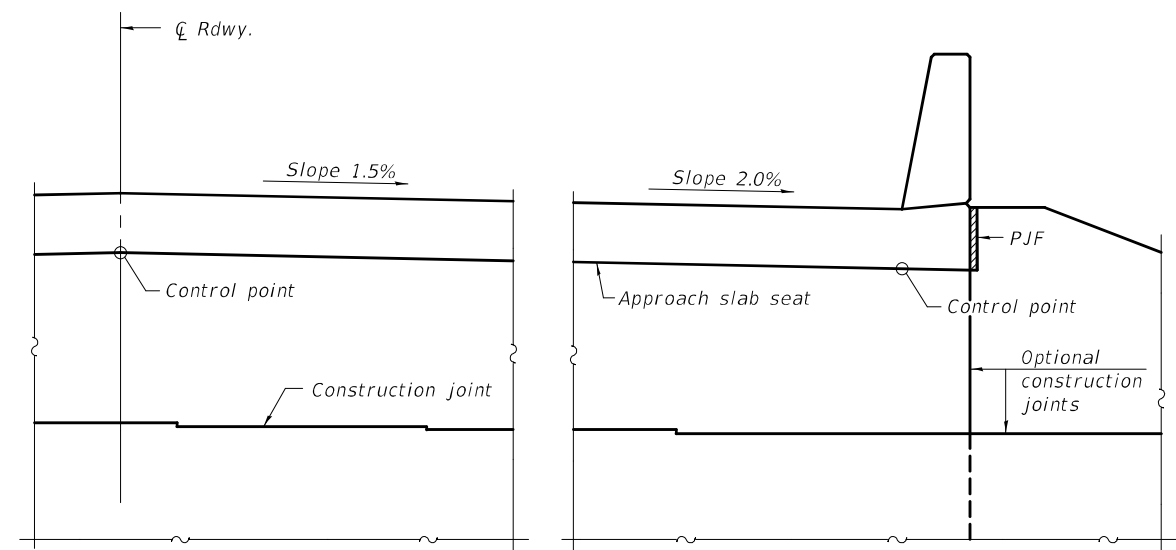 ℄ Rdwy.
Slope 1.5%
Slope 2.0%
PJF
Control point
Approach slab seat
Control point
Optional
construction
joints
Construction joint